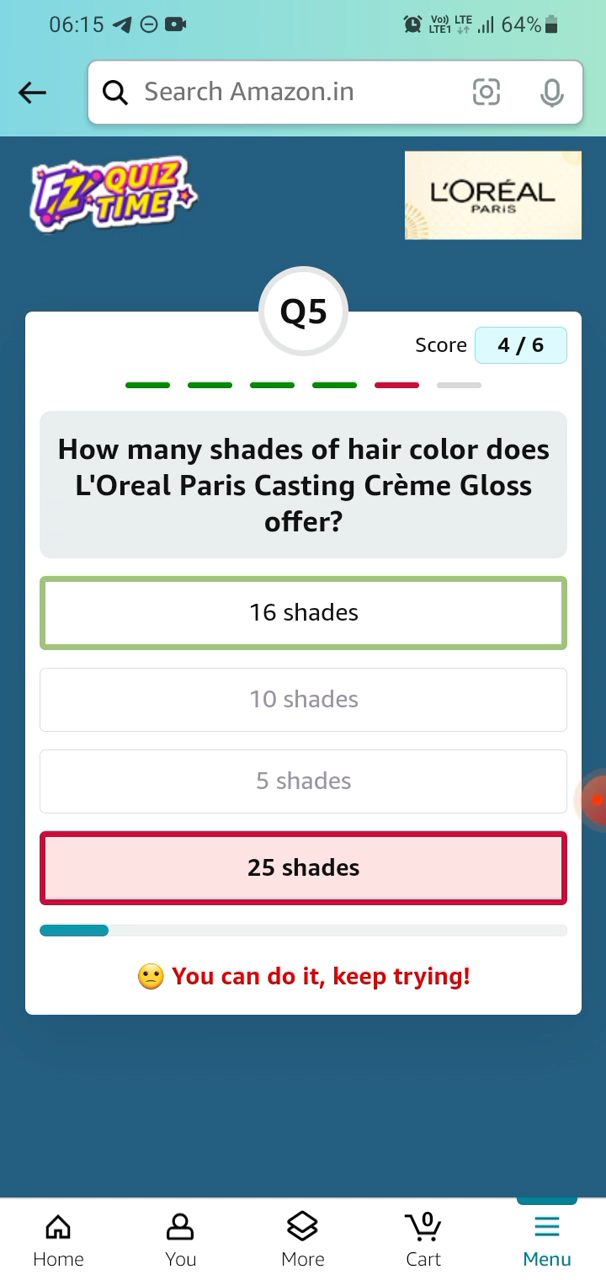 06:15 Vo)) LTE LTE1 64%
Search Amazon.in
FZ QUIZ TIME
L'ORÉAL
PARIS
Q5
Score 4 / 6
How many shades of hair color does
L'Oreal Paris Casting Crème Gloss
offer?
16 shades
10 shades
5 shades
25 shades
You can do it, keep trying!
0
Home You More Cart Menu